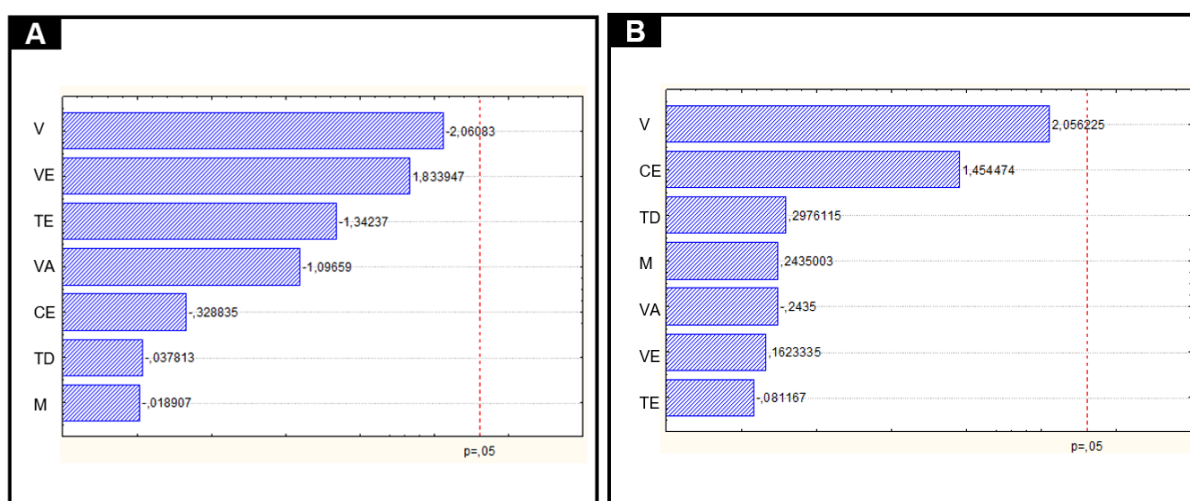 A
V -2,06083
VE 1,833947
TE -1,34237
VA -1,09659
CE -,328835
TD -,037813
M -,018907
p=,05
B
V 2,056225
CE 1,454474
TD ,2976115
M ,2435003
VA -,2435
VE ,1623335
TE -,081167
p=,05